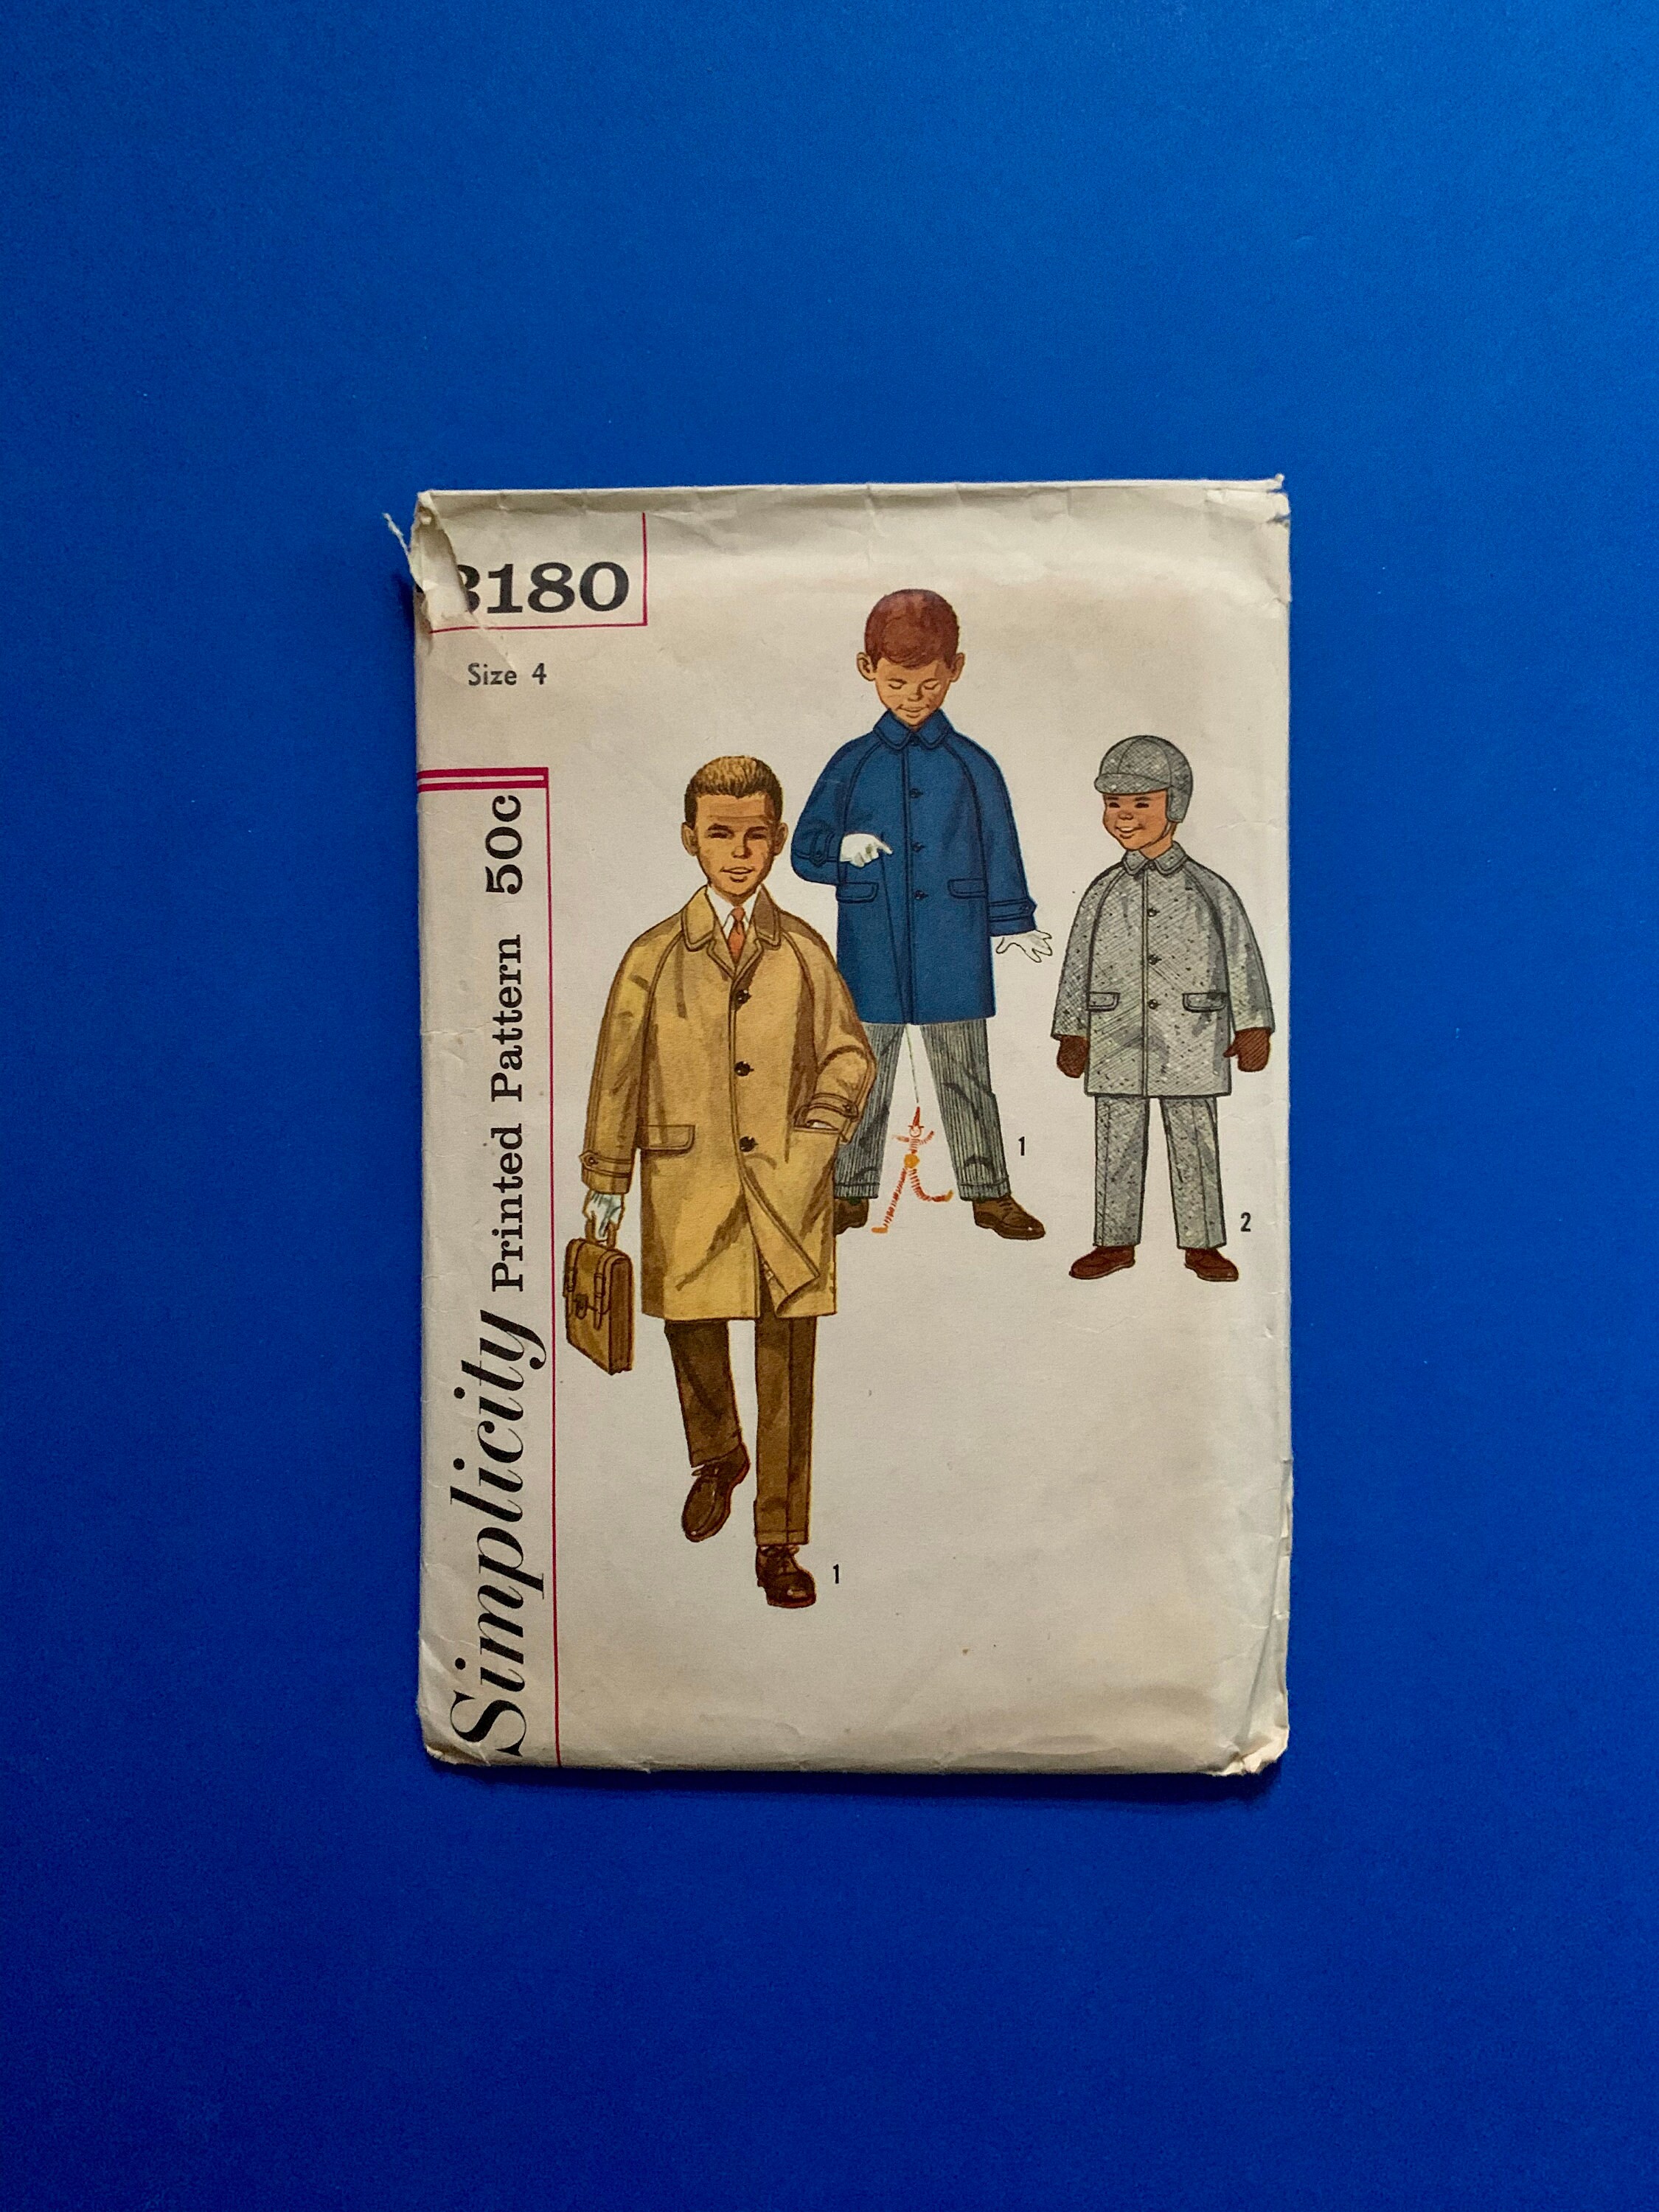 3180
Size 4
Simplicity Printed Pattern 50c
1
2
1